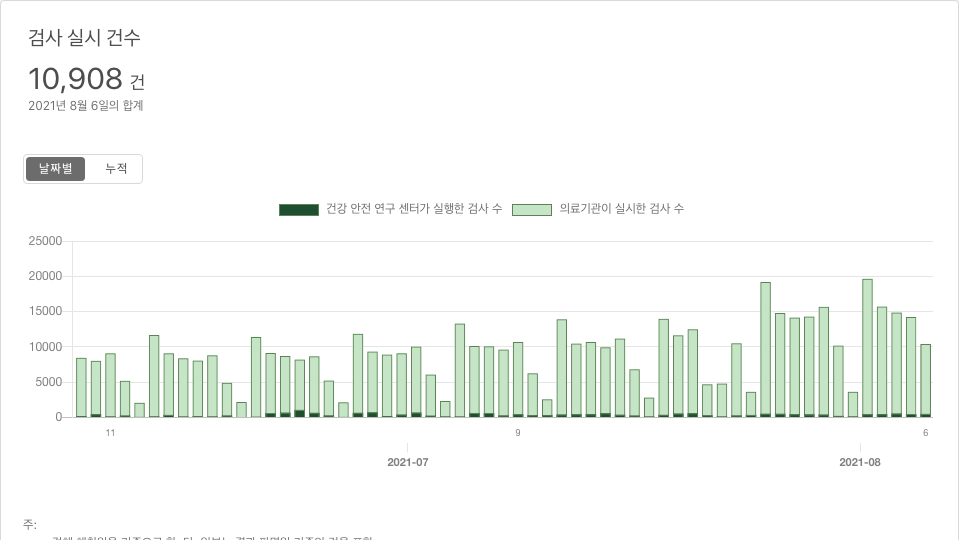 검사 실시 건수
10,908 건
2021년 8월 6일의 합계
날짜별 누적
건강 안전 연구 센터가 실행한 검사 수 의료기관이 실시한 검사 수
25000
20000
15000
10000
5000
0
11 9 6
2021-07 2021-08
주: